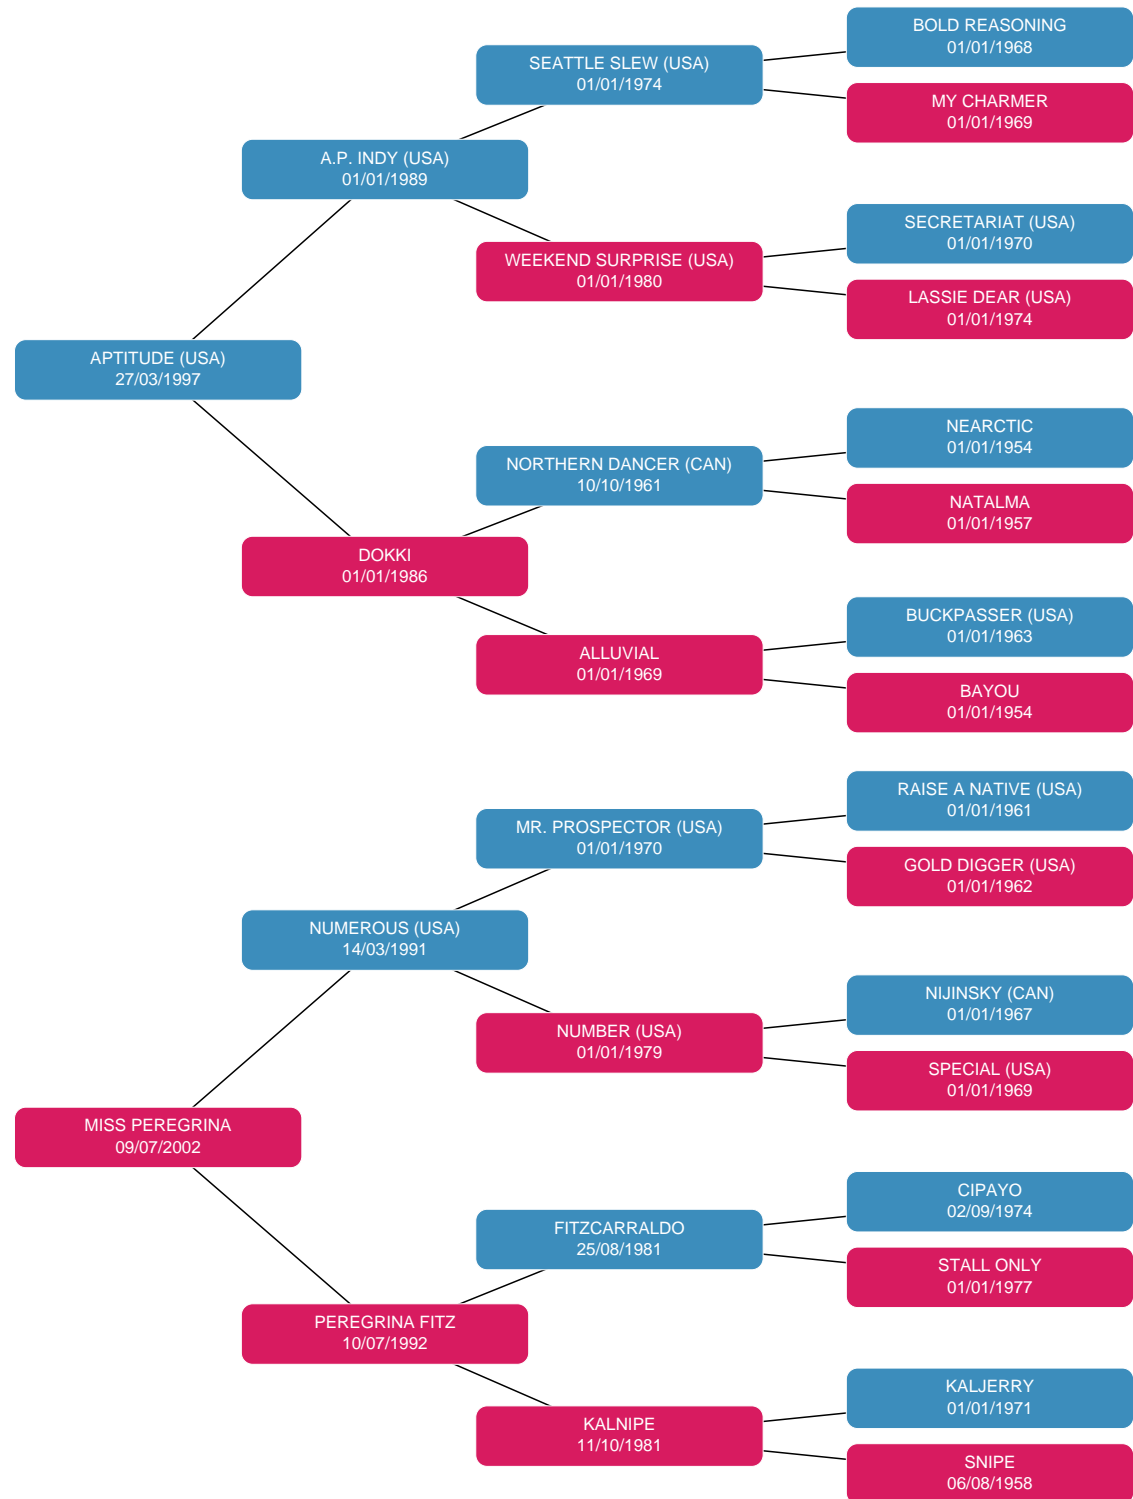 BOLD REASONING
01/01/1968
SEATTLE SLEW (USA)
01/01/1974
MY CHARMER
01/01/1969
A.P. INDY (USA)
01/01/1989
SECRETARIAT (USA)
01/01/1970
WEEKEND SURPRISE (USA)
01/01/1980
LASSIE DEAR (USA)
01/01/1974
APTITUDE (USA)
27/03/1997
NEARCTIC
01/01/1954
NORTHERN DANCER (CAN)
10/10/1961
NATALMA
01/01/1957
DOKKI
01/01/1986
BUCKPASSER (USA)
01/01/1963
ALLUVIAL
01/01/1969
BAYOU
01/01/1954
RAISE A NATIVE (USA)
01/01/1961
MR. PROSPECTOR (USA)
01/01/1970
GOLD DIGGER (USA)
01/01/1962
NUMEROUS (USA)
14/03/1991
NIJINSKY (CAN)
01/01/1967
NUMBER (USA)
01/01/1979
SPECIAL (USA)
01/01/1969
MISS PEREGRINA
09/07/2002
CIPAYO
02/09/1974
FITZCARRALDO
25/08/1981
STALL ONLY
01/01/1977
PEREGRINA FITZ
10/07/1992
KALJERRY
01/01/1971
KALNIPE
11/10/1981
SNIPE
06/08/1958